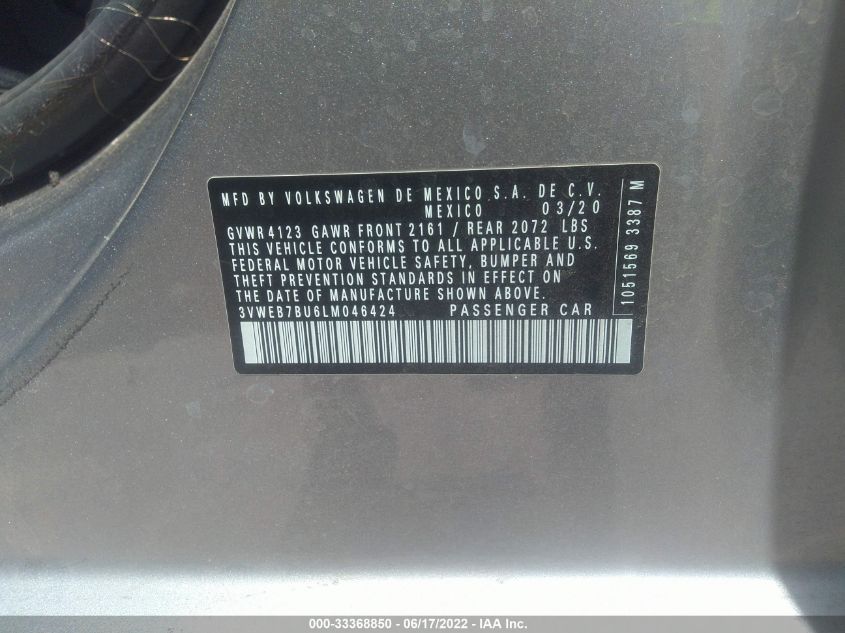 MFD BY VOLKSWAGEN DE MEXICO S.A. DE C.V.
MEXICO 03/20
GVWR 4123 GAWR FRONT 2161 / REAR 2072 LBS
THIS VEHICLE CONFORMS TO ALL APPLICABLE U.S.
FEDERAL MOTOR VEHICLE SAFETY, BUMPER AND
THEFT PREVENTION STANDARDS IN EFFECT ON
THE DATE OF MANUFACTURE SHOWN ABOVE.
3VWEB7BU6LM046424 PASSENGER CAR
1051569 3387 M
000-33368850 - 06/17/2022 - IAA Inc.